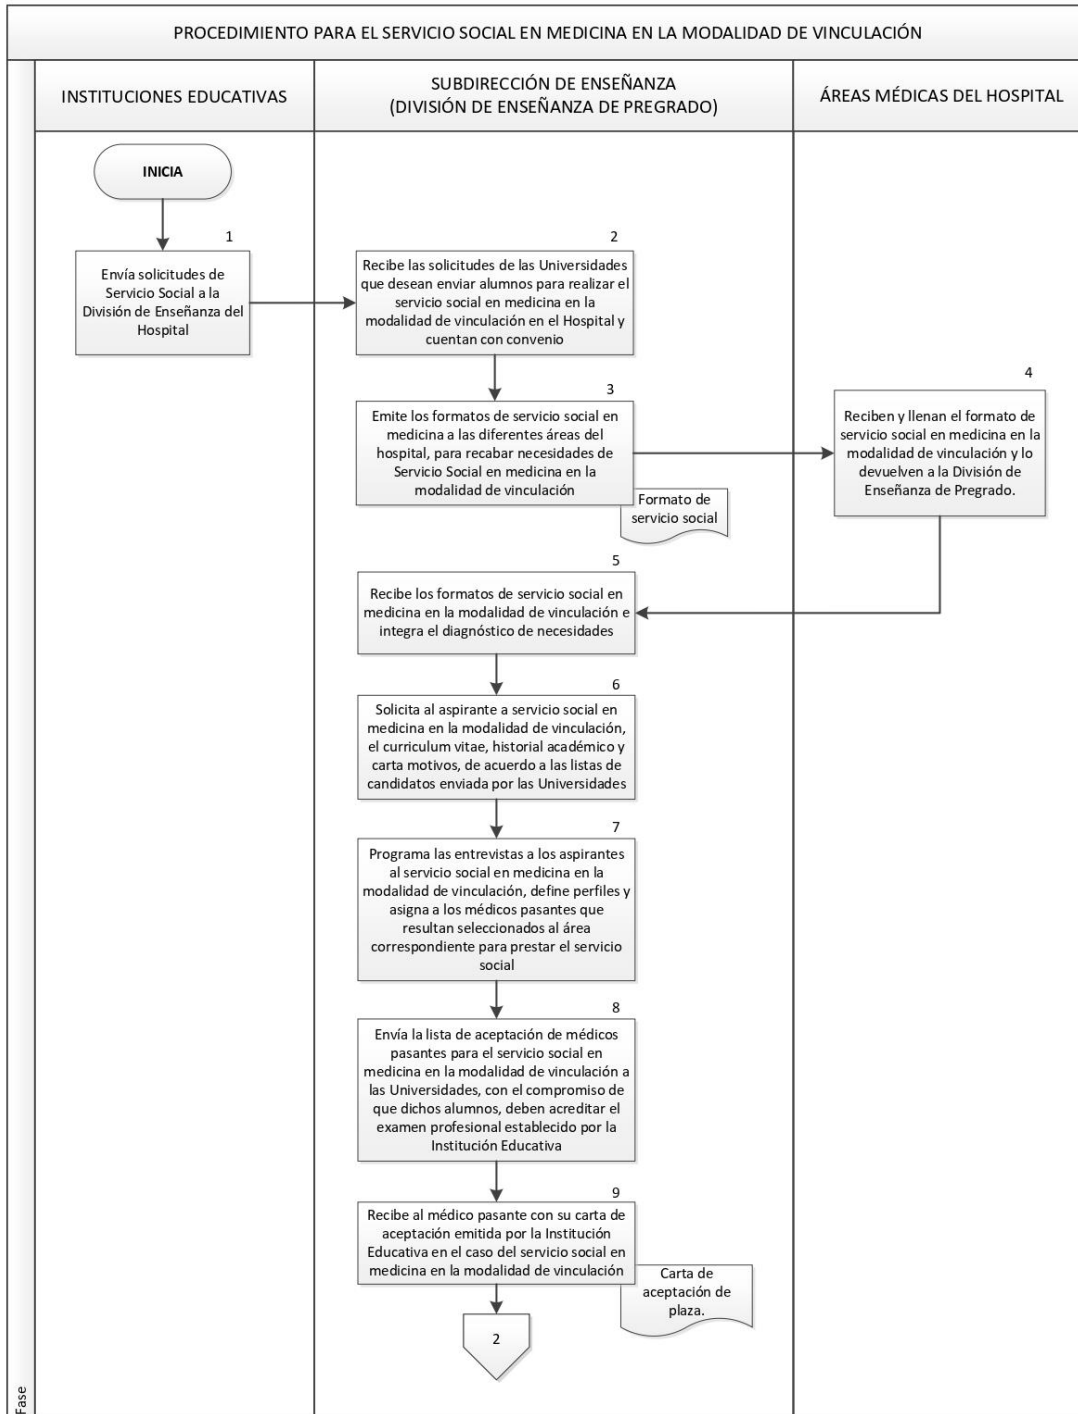 PROCEDIMIENTO PARA EL SERVICIO SOCIAL EN MEDICINA EN LA MODALIDAD DE VINCULACIÓN
INSTITUCIONES EDUCATIVAS
SUBDIRECCIÓN DE ENSEÑANZA
(DIVISIÓN DE ENSEÑANZA DE PREGRADO)
ÁREAS MÉDICAS DEL HOSPITAL
INICIA
1
Envía solicitudes de
Servicio Social a la
División de Enseñanza del
Hospital
2
Recibe las solicitudes de las Universidades
que desean enviar alumnos para realizar el
servicio social en medicina en la
modalidad de vinculación en el Hospital y
cuentan con convenio
3
Emite los formatos de servicio social en
medicina a las diferentes áreas del
hospital, para recabar necesidades de
Servicio Social en medicina en la
modalidad de vinculación
Formato de
servicio social
4
Reciben y llenan el formato de
servicio social en medicina en la
modalidad de vinculación y lo
devuelven a la División de
Enseñanza de Pregrado.
5
Recibe los formatos de servicio social en
medicina en la modalidad de vinculación e
integra el diagnóstico de necesidades
6
Solicita al aspirante a servicio social en
medicina en la modalidad de vinculación,
el curriculum vitae, historial académico y
carta motivos, de acuerdo a las listas de
candidatos enviada por las Universidades
7
Programa las entrevistas a los aspirantes
al servicio social en medicina en la
modalidad de vinculación, define perfiles y
asigna a los médicos pasantes que
resultan seleccionados al área
correspondiente para prestar el servicio
social
8
Envía la lista de aceptación de médicos
pasantes para el servicio social en
medicina en la modalidad de vinculación a
las Universidades, con el compromiso de
que dichos alumnos, deben acreditar el
examen profesional establecido por la
Institución Educativa
9
Recibe al médico pasante con su carta de
aceptación emitida por la Institución
Educativa en el caso del servicio social en
medicina en la modalidad de vinculación
Carta de
aceptación de
plaza.
2
Fase